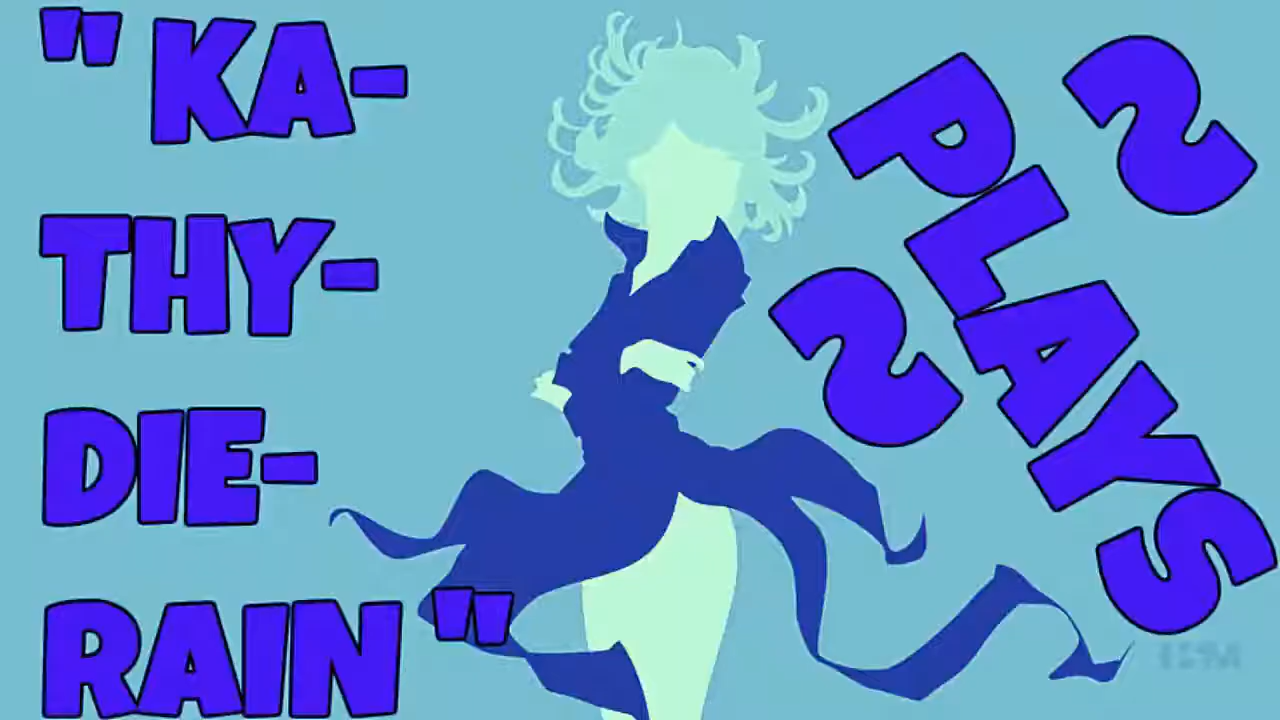 " KA-
THY-
DIE-
RAIN "
~
PLAYS
~